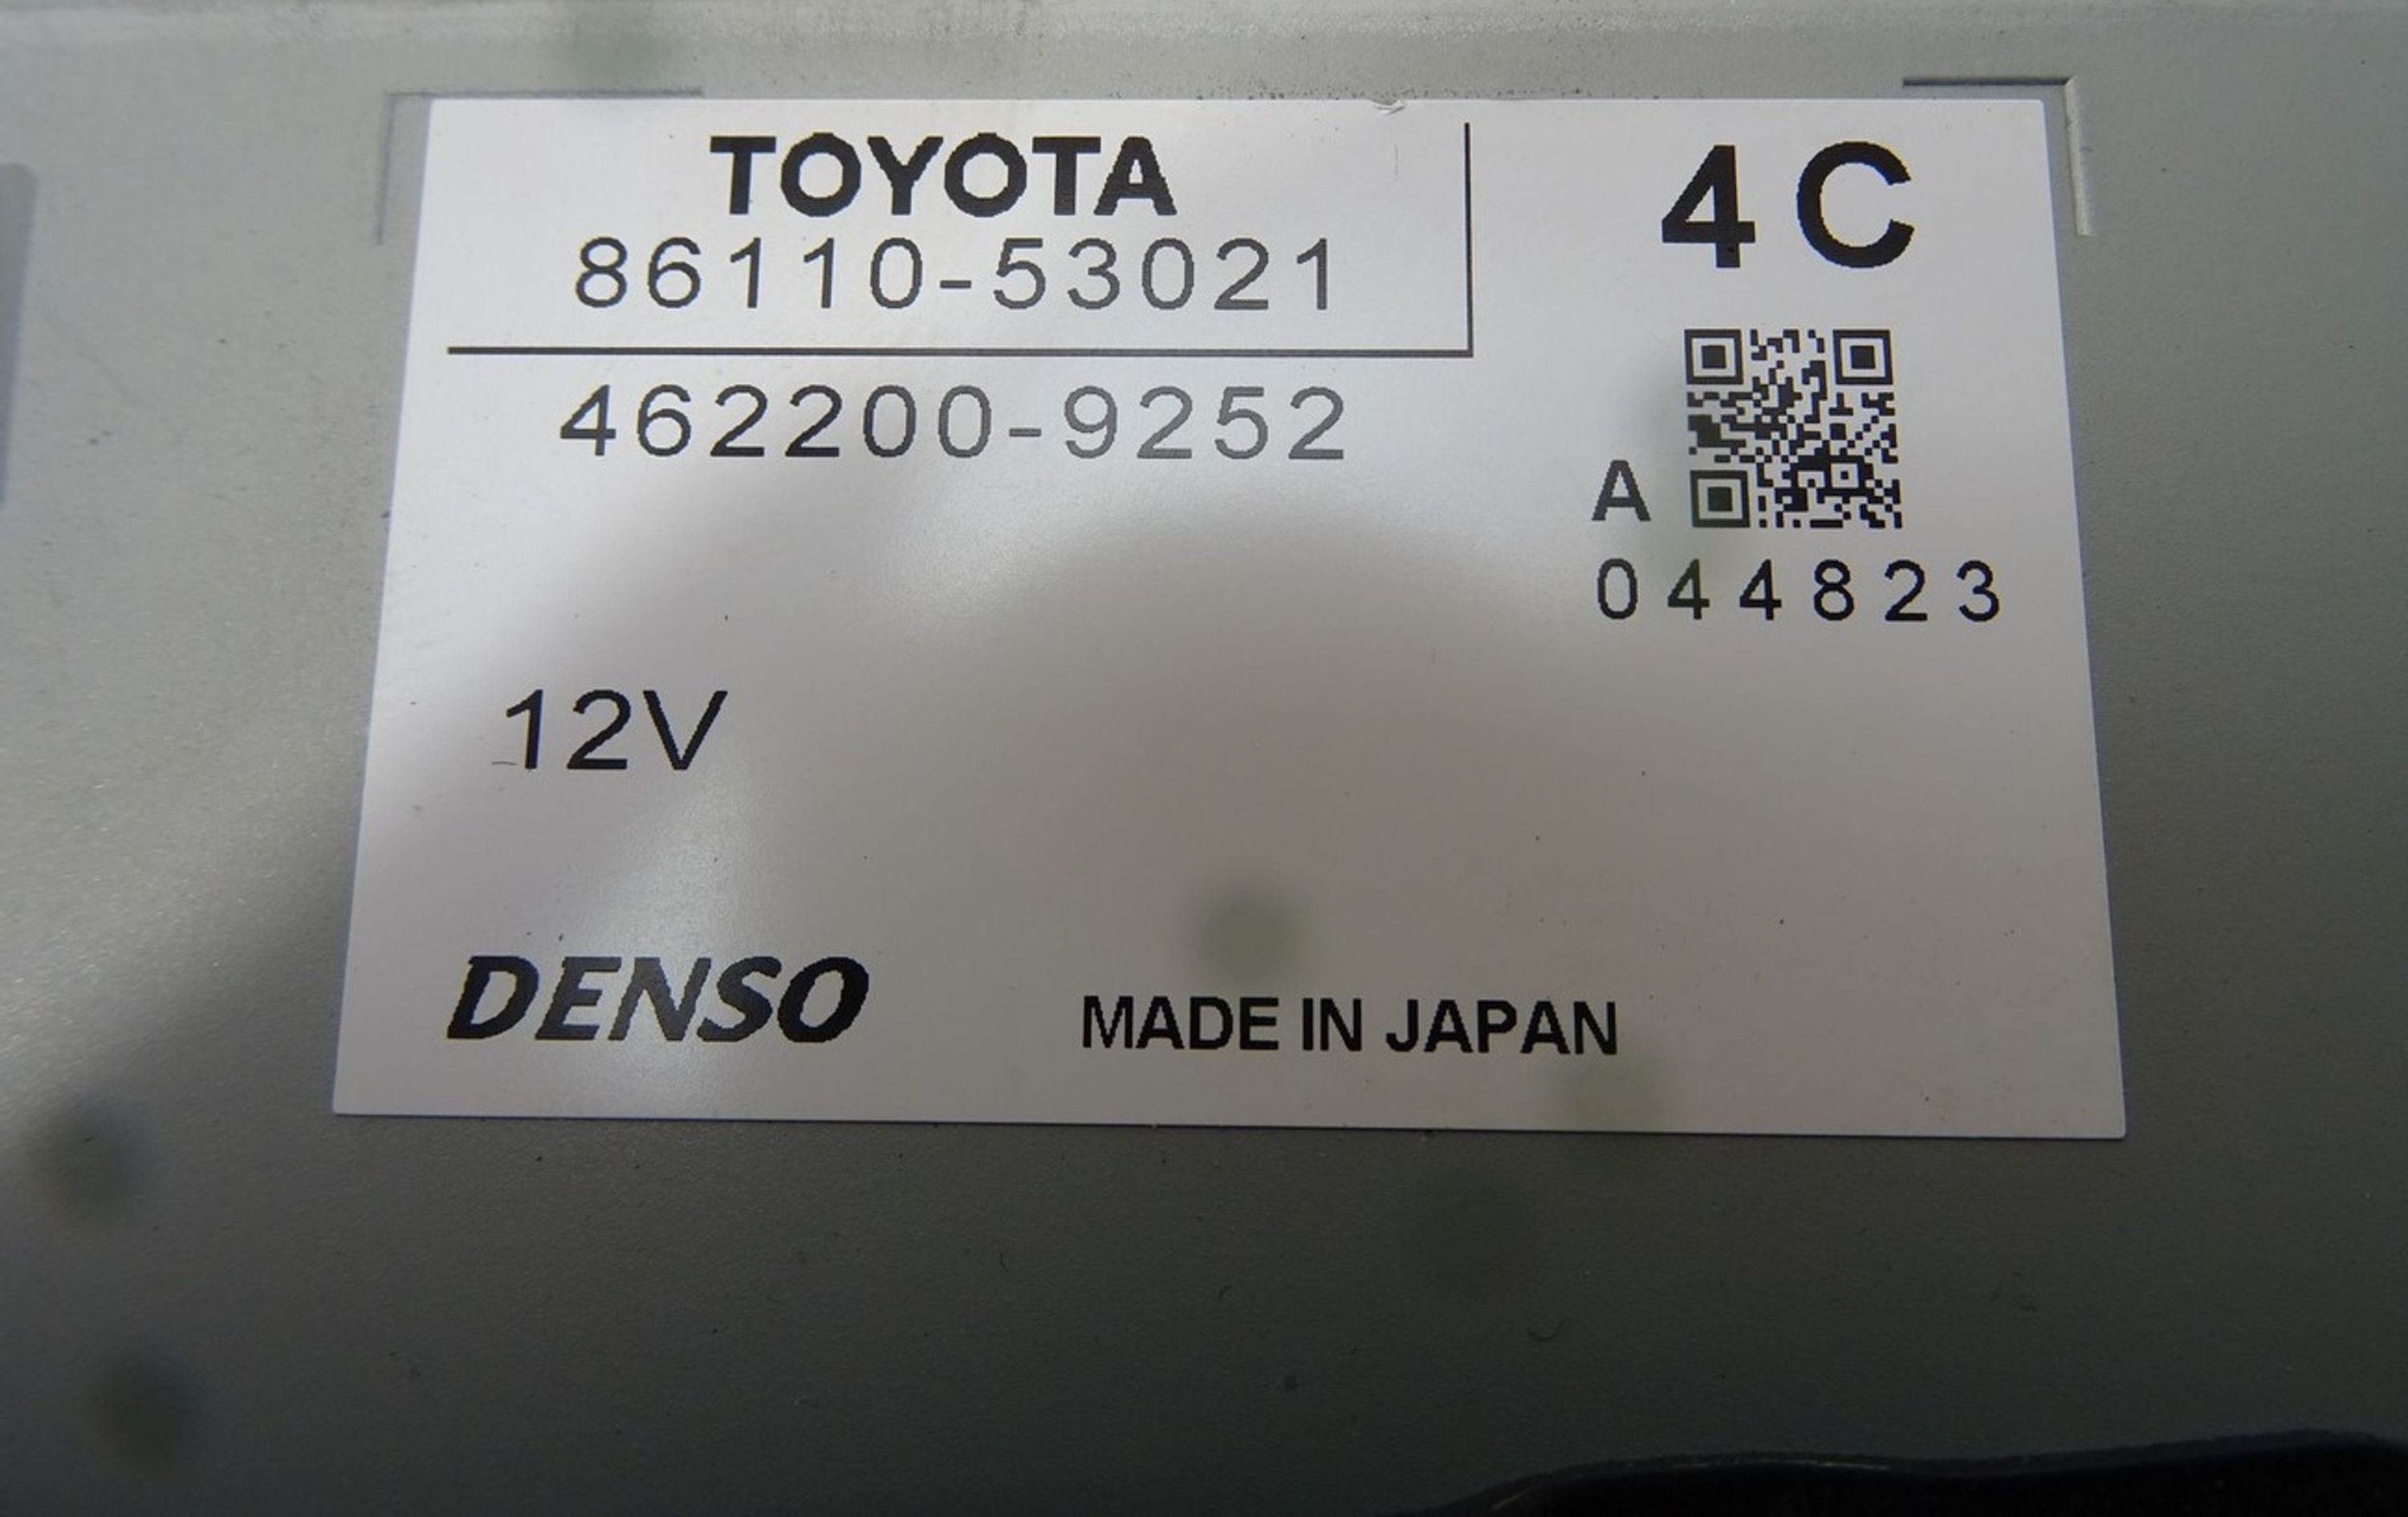 TOYOTA
86110-53021
4C
462200-9252
A
044823
12V
DENSO
MADE IN JAPAN